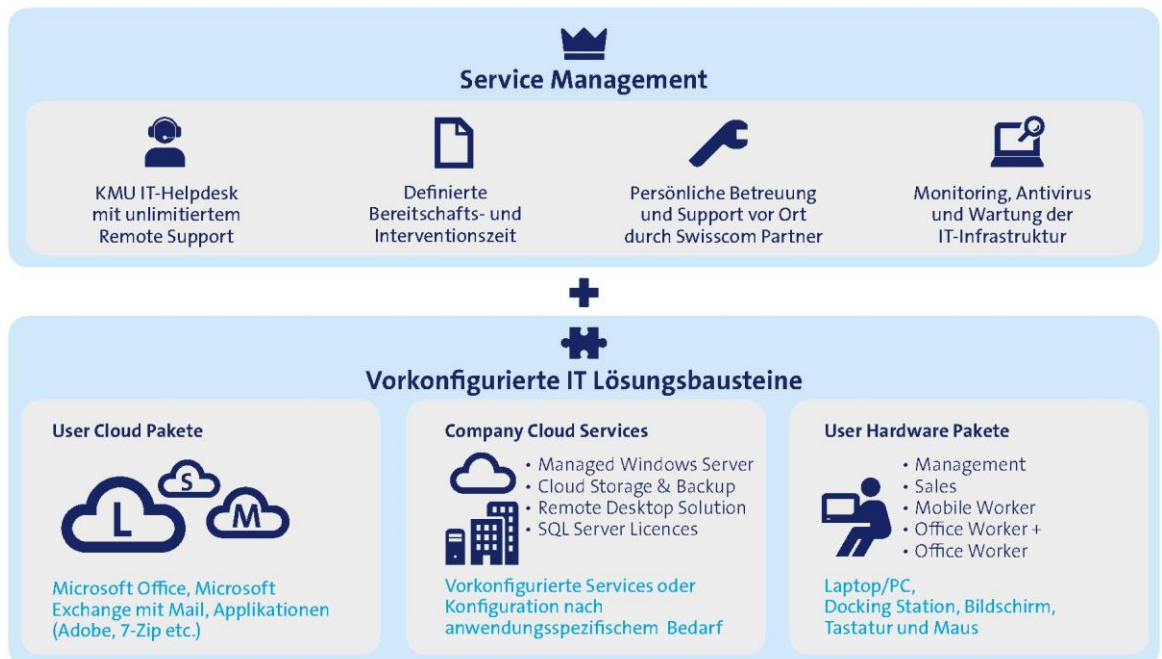 Service Management
KMU IT-Helpdesk
mit unlimitiertem
Remote Support
Definierte
Bereitschafts- und
Interventionszeit
Persönliche Betreuung
und Support vor Ort
durch Swisscom Partner
Monitoring, Antivirus
und Wartung der
IT-Infrastruktur
Vorkonfigurierte IT Lösungsbausteine
User Cloud Pakete
L
S
M
Microsoft Office, Microsoft
Exchange mit Mail, Applikationen
(Adobe, 7-Zip etc.)
Company Cloud Services
• Managed Windows Server
• Cloud Storage & Backup
• Remote Desktop Solution
• SQL Server Licences
Vorkonfigurierte Services oder
Konfiguration nach
anwendungsspezifischem Bedarf
User Hardware Pakete
• Management
• Sales
• Mobile Worker
• Office Worker +
• Office Worker
Laptop/PC,
Docking Station, Bildschirm,
Tastatur und Maus